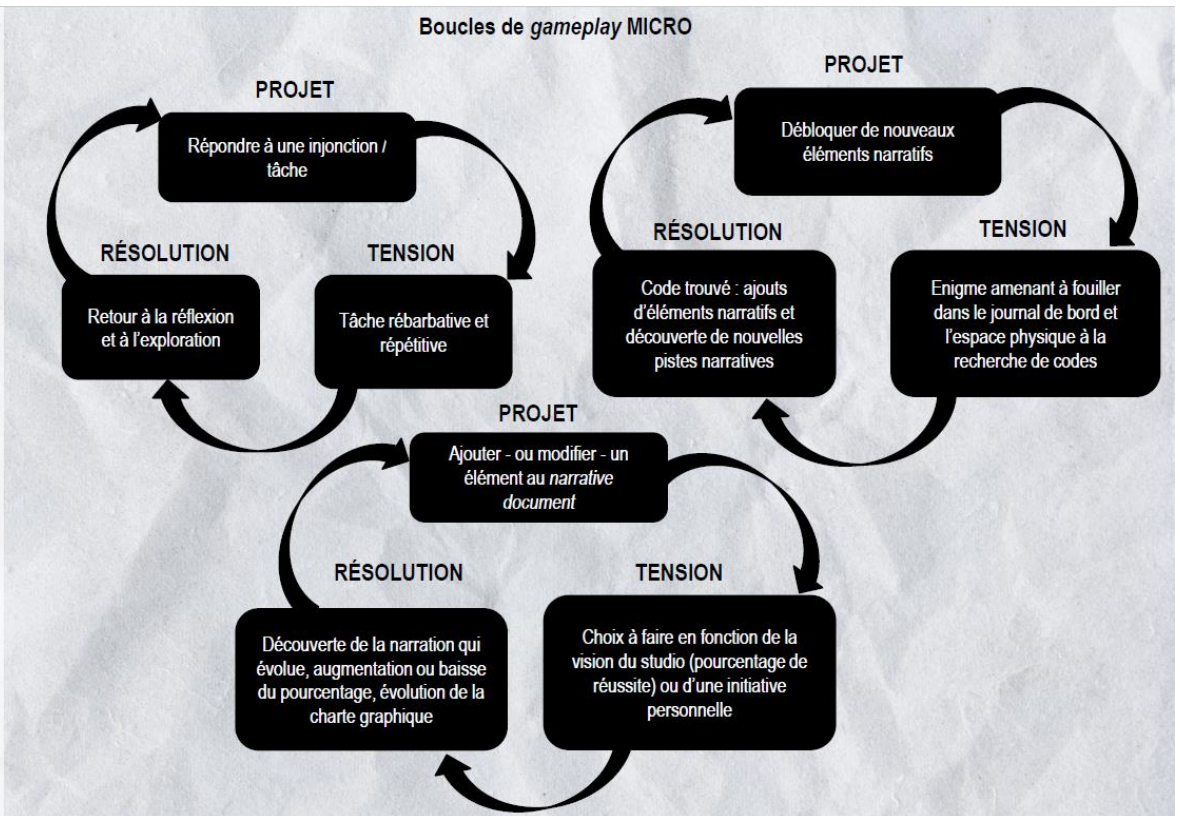 Boucles de gameplay MICRO
PROJET
Répondre à une injonction /
tâche
RÉSOLUTION
Retour à la réflexion
et à l'exploration
TENSION
Tâche rébarbative et
répétitive
PROJET
Débloquer de nouveaux
éléments narratifs
RÉSOLUTION
Code trouvé : ajouts
d'éléments narratifs et
découverte de nouvelles
pistes narratives
TENSION
Enigme amenant à fouiller
dans le journal de bord et
l'espace physique à la
recherche de codes
PROJET
Ajouter - ou modifier - un
élément au narrative
document
RÉSOLUTION
Découverte de la narration qui
évolue, augmentation ou baisse
du pourcentage, évolution de la
charte graphique
TENSION
Choix à faire en fonction de la
vision du studio (pourcentage de
réussite) ou d'une initiative
personnelle